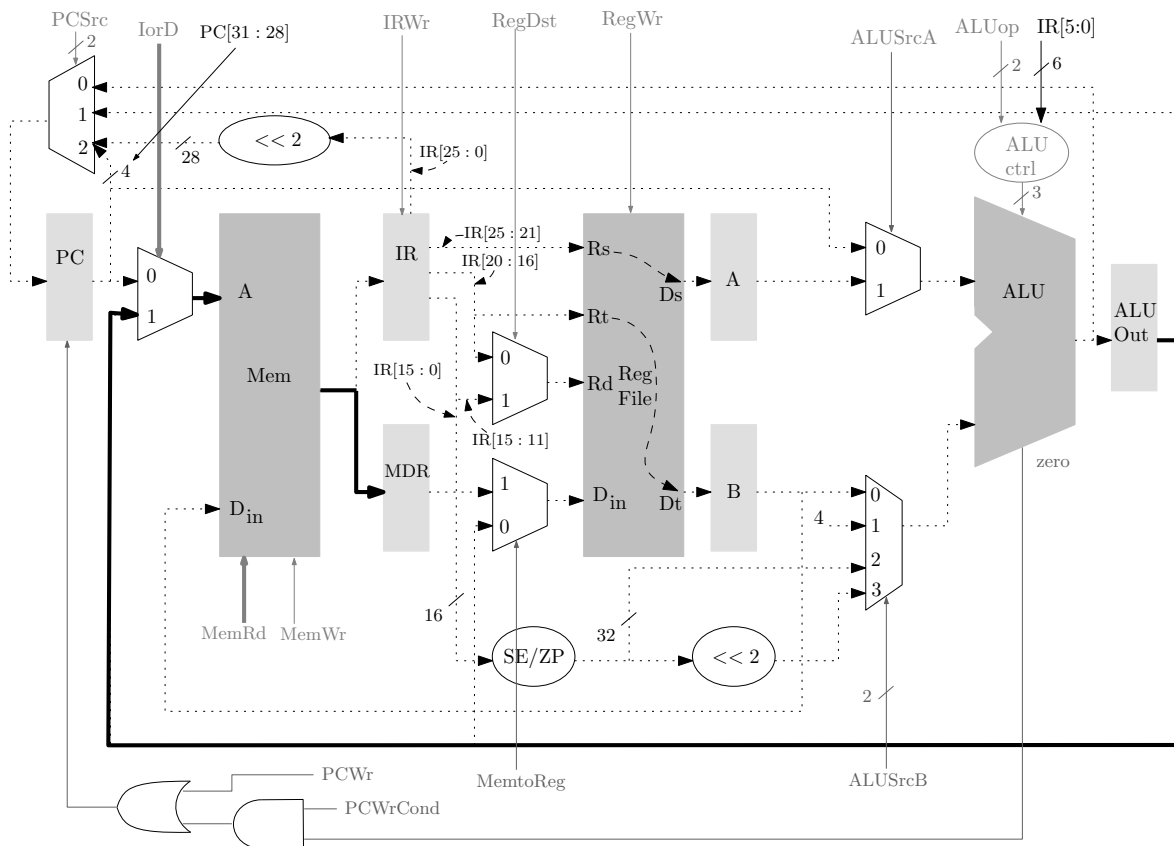 PCSrc
IorD
PC[31 : 28]
IRWr
RegDst
RegWr
ALUSrcA
ALUop
IR[5:0]
2
2
6
0
1
2
28
<< 2
IR[25 : 0]
4
ALU
ctrl
3
PC
0
1
A
Mem
D
in
IR
IR[25 : 21]
IR[20 : 16]
Rs
Ds
Rt
Rd
Reg
File
A
0
1
ALU
ALU
Out
IR[15 : 0]
0
1
IR[15 : 11]
MDR
1
0
D
in
Dt
B
4
0
1
2
3
zero
16
SE/ZP
32
<< 2
2
MemRd
MemWr
PCWr
PCWrCond
MemtoReg
ALUSrcB